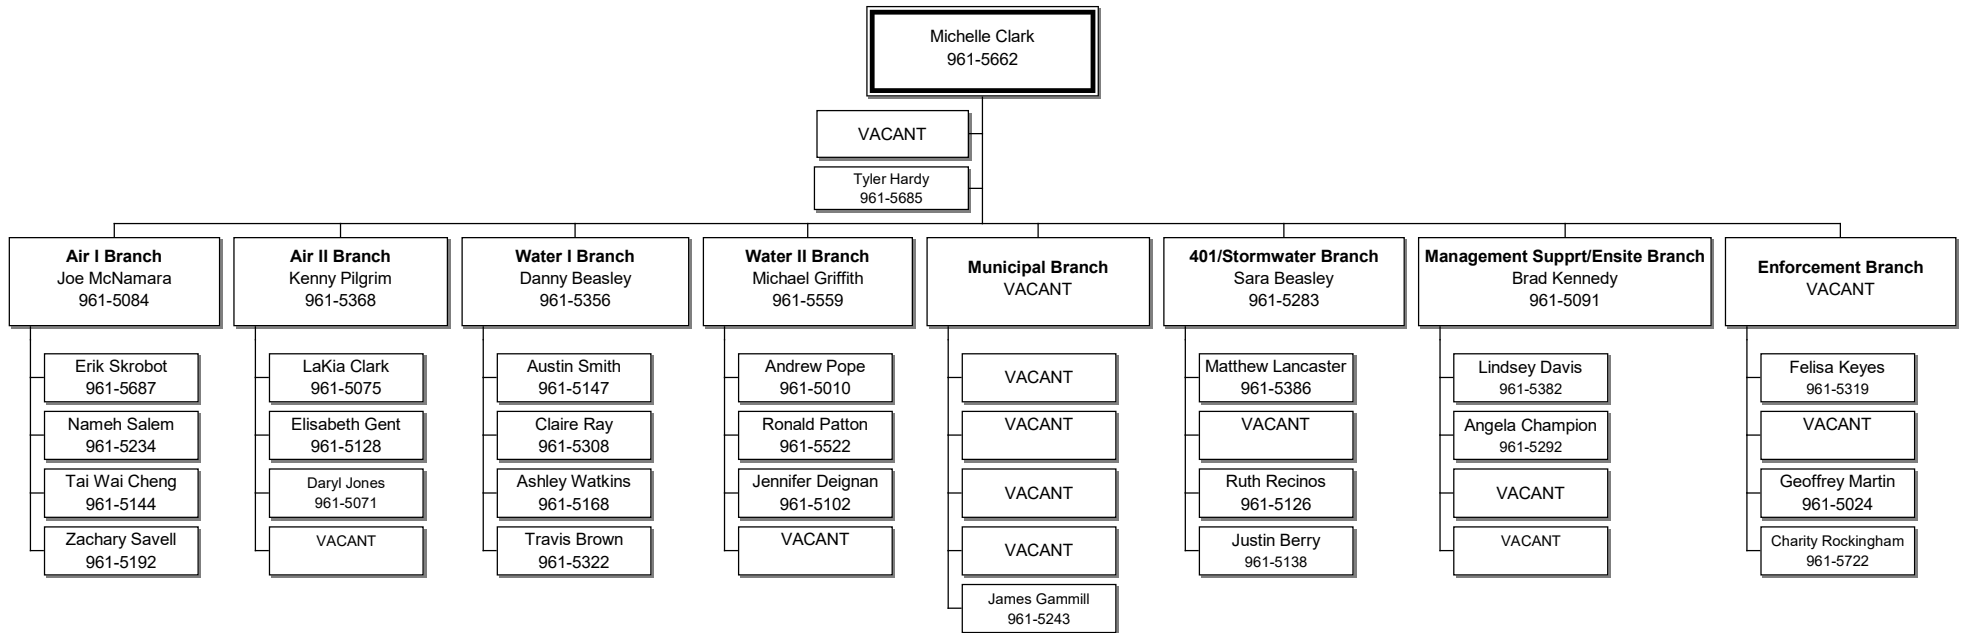 Michelle Clark
961-5662
VACANT
Tyler Hardy
961-5685
Air I Branch
Joe McNamara
961-5084
Air II Branch
Kenny Pilgrim
961-5368
Water I Branch
Danny Beasley
961-5356
Water II Branch
Michael Griffith
961-5559
Municipal Branch
VACANT
401/Stormwater Branch
Sara Beasley
961-5283
Management Supprt/Ensite Branch
Brad Kennedy
961-5091
Enforcement Branch
VACANT
Erik Skrobot
961-5687
Nameh Salem
961-5234
Tai Wai Cheng
961-5144
Zachary Savell
961-5192
LaKia Clark
961-5075
Elisabeth Gent
961-5128
Daryl Jones
961-5071
VACANT
Austin Smith
961-5147
Claire Ray
961-5308
Ashley Watkins
961-5168
Travis Brown
961-5322
Andrew Pope
961-5010
Ronald Patton
961-5522
Jennifer Deignan
961-5102
VACANT
VACANT
VACANT
VACANT
VACANT
James Gammill
961-5243
Matthew Lancaster
961-5386
VACANT
Ruth Recinos
961-5126
Justin Berry
961-5138
Lindsey Davis
961-5382
Angela Champion
961-5292
VACANT
VACANT
Felisa Keyes
961-5319
VACANT
Geoffrey Martin
961-5024
Charity Rockingham
961-5722